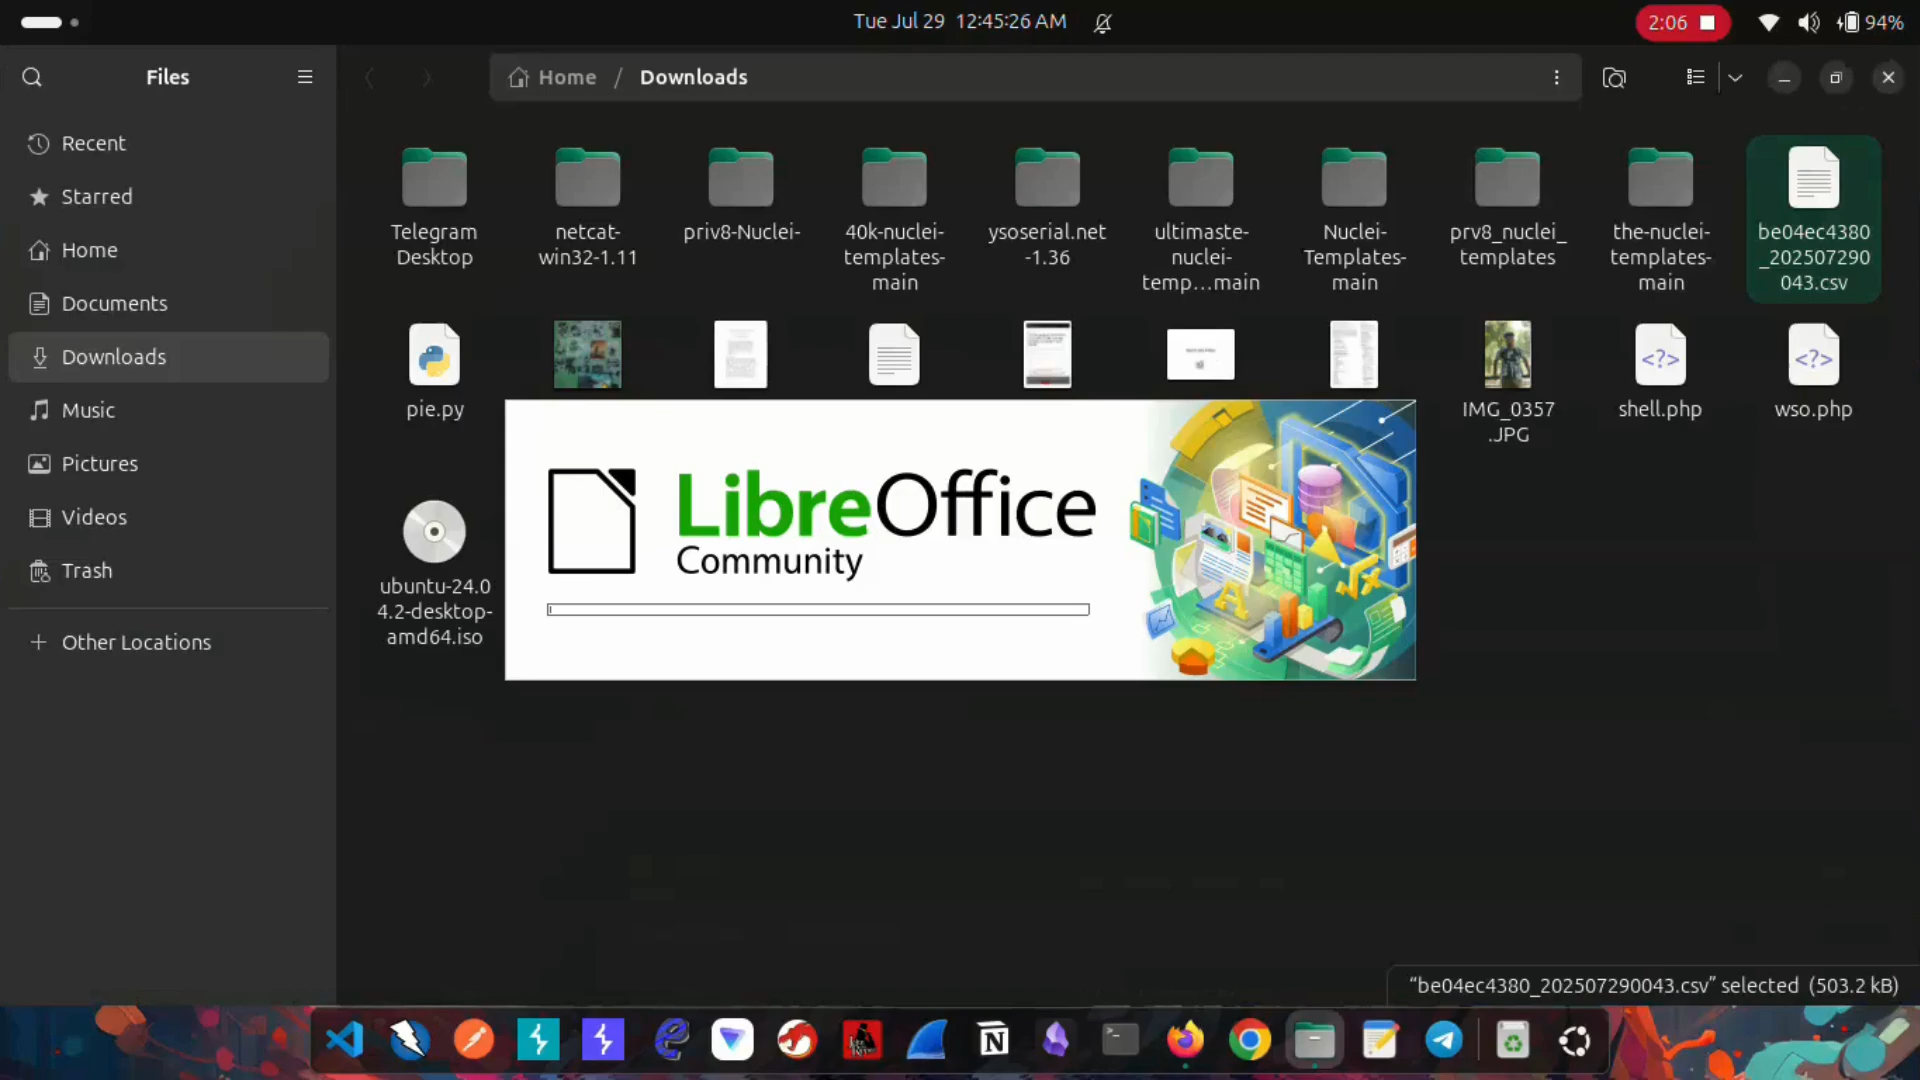 Tue Jul 29 12:45:26 AM
2:06
94%
Files
Home / Downloads
Recent
Starred
Home
Documents
Downloads
Music
Pictures
Videos
Trash
Other Locations
Telegram
Desktop
netcat-
win32-1.11
priv8-Nuclei-
40k-nuclei-
templates-
main
ysoserial.net
-1.36
ultimaste-
nuclei-
temp...main
Nuclei-
Templates-
main
prv8_nuclei_
templates
the-nuclei-
templates-
main
be04ec4380
_202507290
043.csv
pie.py
IMG_0357
.JPG
shell.php
wso.php
ubuntu-24.0
4.2-desktop-
amd64.iso
LibreOffice
Community
“be04ec4380_202507290043.csv” selected (503.2 kB)